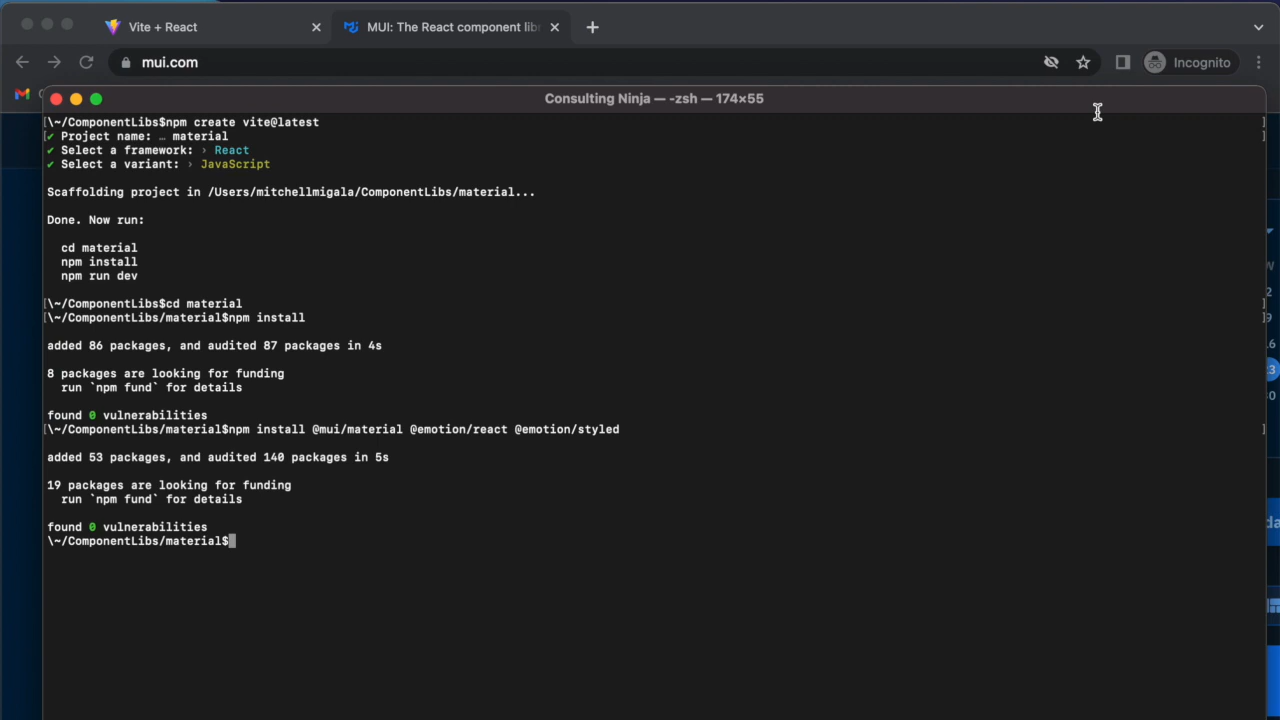 Vite + React
MUI: The React component lib
mui.com
Incognito
Consulting Ninja — -zsh — 174×55
[\~/ComponentLibs$npm create vite@latest ]
[✔ Project name: … material ]
✔ Select a framework: › React
✔ Select a variant: › JavaScript
Scaffolding project in /Users/mitchellmigala/ComponentLibs/material...
Done. Now run:
cd material
npm install
npm run dev
[\~/ComponentLibs$cd material ]
[\~/ComponentLibs/material$npm install ]
added 86 packages, and audited 87 packages in 4s
8 packages are looking for funding
run `npm fund` for details
found 0 vulnerabilities
[\~/ComponentLibs/material$npm install @mui/material @emotion/react @emotion/styled ]
added 53 packages, and audited 140 packages in 5s
19 packages are looking for funding
run `npm fund` for details
found 0 vulnerabilities
\~/ComponentLibs/material$